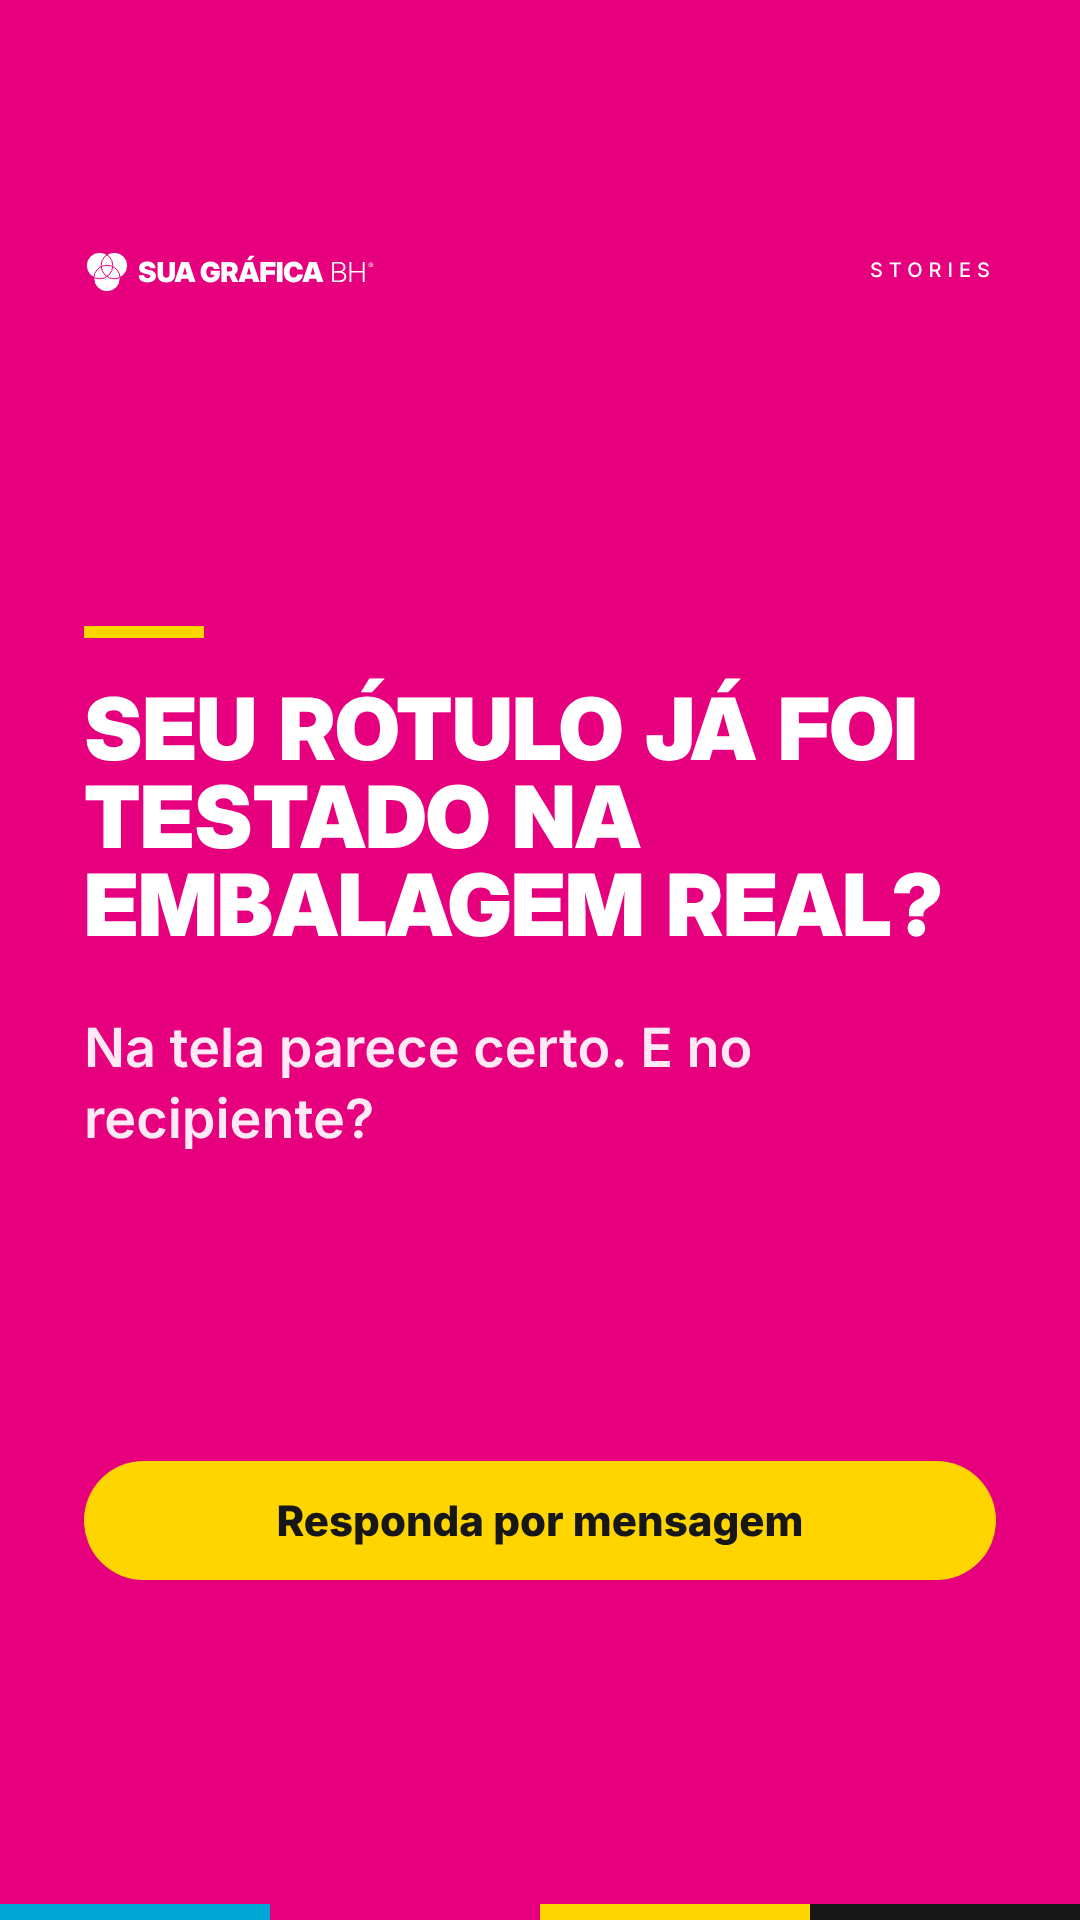 SUA GRÁFICA BH®
STORIES
SEU RÓTULO JÁ FOI
TESTADO NA
EMBALAGEM REAL?
Na tela parece certo. E no
recipiente?
Responda por mensagem